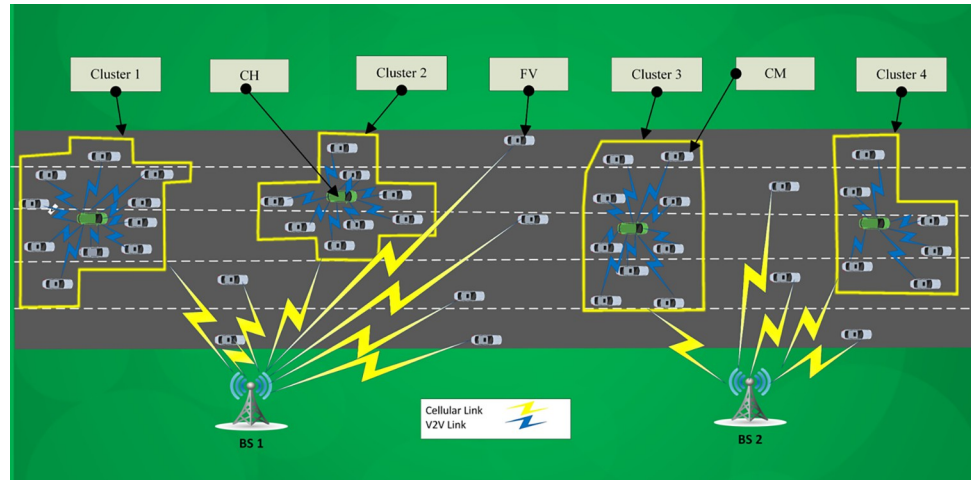 Cluster 1
CH
Cluster 2
FV
Cluster 3
CM
Cluster 4
Cellular Link
V2V Link
BS 1
BS 2